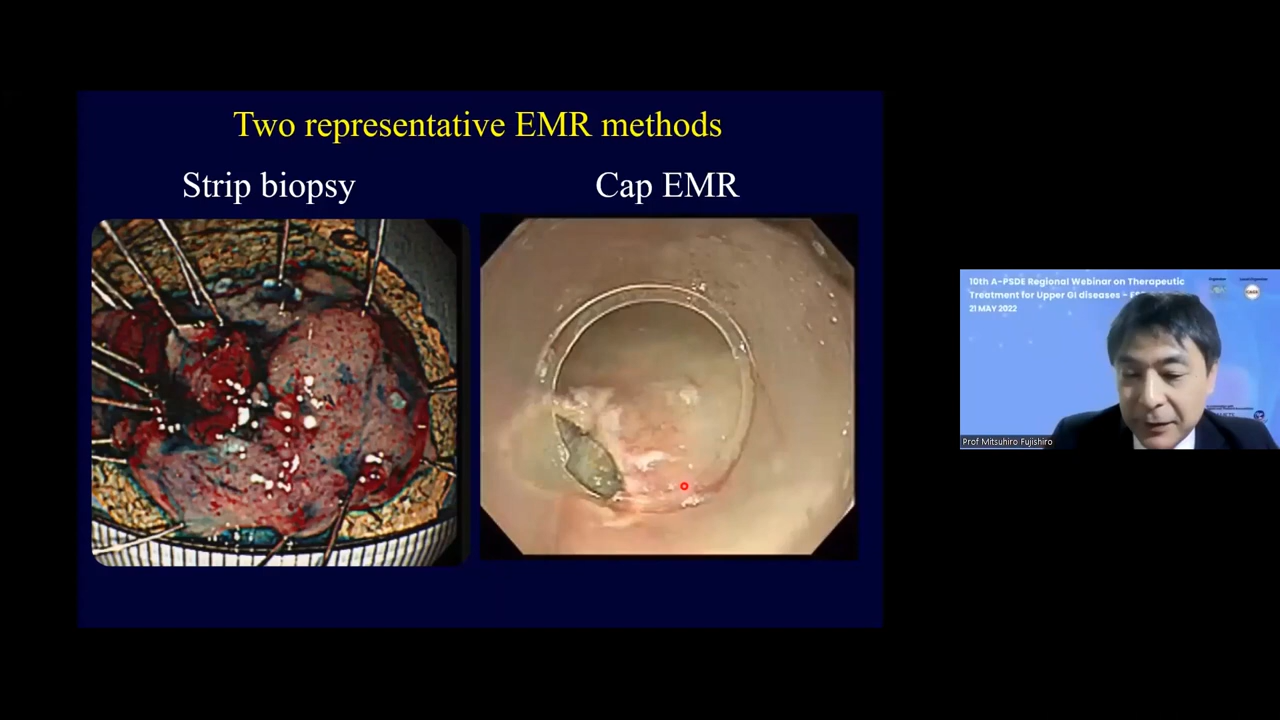 Two representative EMR methods
Strip biopsy
Cap EMR
10th A-PSDE Regional Webinar on Therapeutic
Treatment for Upper GI diseases -
21 MAY 2022
Prof Mitsuhiro Fujishiro